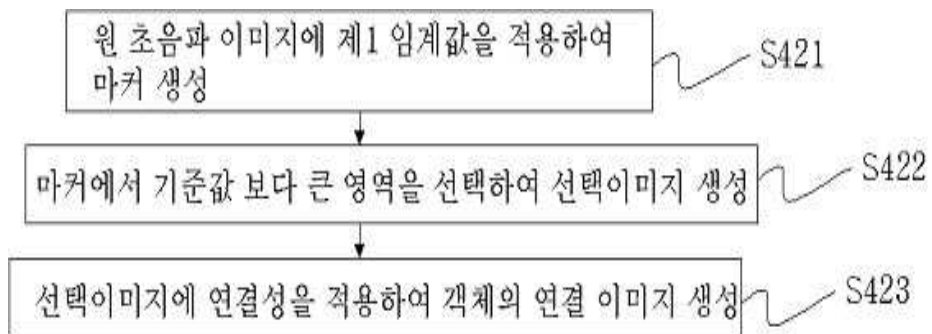 원 초음파 이미지에 제1 임계값을 적용하여
마커 생성
S421
마커에서 기준값 보다 큰 영역을 선택하여 선택이미지 생성
S422
선택이미지에 연결성을 적용하여 객체의 연결 이미지 생성
S423